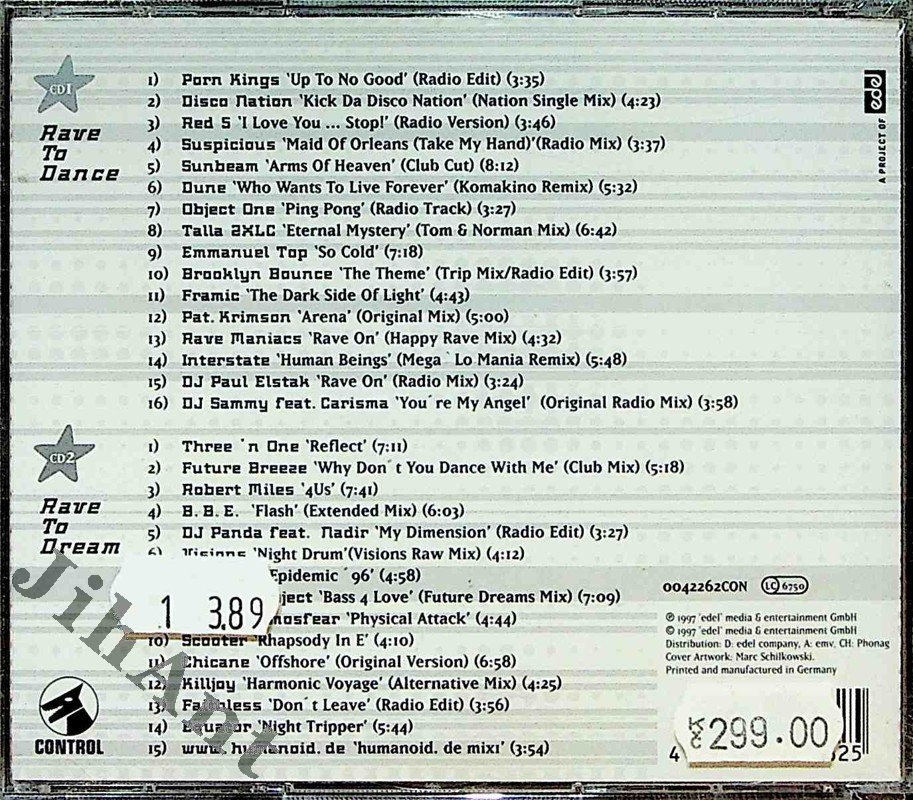 CD1
Rave
To
Dance
1) Porn Kings 'Up To No Good' (Radio Edit) (3:35)
2) Disco Nation 'Kick Da Disco Nation' (Nation Single Mix) (4:23)
3) Red 5 'I Love You ... Stop!' (Radio Version) (3:46)
4) Suspicious 'Maid Of Orleans (Take My Hand)'(Radio Mix) (3:37)
5) Sunbeam 'Arms Of Heaven' (Club Cut) (8:12)
6) Dune 'Who Wants To Live Forever' (Komakino Remix) (5:32)
7) Object One 'Ping Pong' (Radio Track) (3:27)
8) Talla 2XLC 'Eternal Mystery' (Tom & Norman Mix) (6:42)
9) Emmanuel Top 'So Cold' (7:18)
10) Brooklyn Bounce 'The Theme' (Trip Mix/Radio Edit) (3:57)
11) Framic 'The Dark Side Of Light' (4:43)
12) Pat. Krimson 'Arena' (Original Mix) (5:00)
13) Rave Maniacs 'Rave On' (Happy Rave Mix) (4:32)
14) Interstate 'Human Beings' (Mega`Lo Mania Remix) (5:48)
15) DJ Paul Elstak 'Rave On' (Radio Mix) (3:24)
16) DJ Sammy feat. Carisma 'You´re My Angel' (Original Radio Mix) (3:58)
A PROJECT OF edel
CD2
Rave
To
Dream
1) Three ´n One 'Reflect' (7:11)
2) Future Breeze 'Why Don´t You Dance With Me' (Club Mix) (5:18)
3) Robert Miles '4Us' (7:41)
4) B.B.E. 'Flash' (Extended Mix) (6:03)
5) DJ Panda feat. Nadir 'My Dimension' (Radio Edit) (3:27)
6) Visions 'Night Drum'(Visions Raw Mix) (4:12)
Epidemic ´96' (4:58)
'Bass 4 Love' (Future Dreams Mix) (7:09)
'Physical Attack' (4:44)
10) Scooter 'Rhapsody In E' (4:10)
11) Chicane 'Offshore' (Original Version) (6:58)
12) Killjoy 'Harmonic Voyage' (Alternative Mix) (4:25)
13) Faithless 'Don´t Leave' (Radio Edit) (3:56)
14) Equator 'Night Tripper' (5:44)
15) www.humanoid.de 'humanoid. de mix1' (3:54)
1 3,89
JihAnt
CONTROL
0042262CON LC 6750
℗ 1997 'edel' media & entertainment GmbH
© 1997 'edel' media & entertainment GmbH
Distribution: D: edel company, A: emv, CH: Phonag
Cover Artwork: Marc Schilkowski.
Printed and manufactured in Germany
Kč 299.00